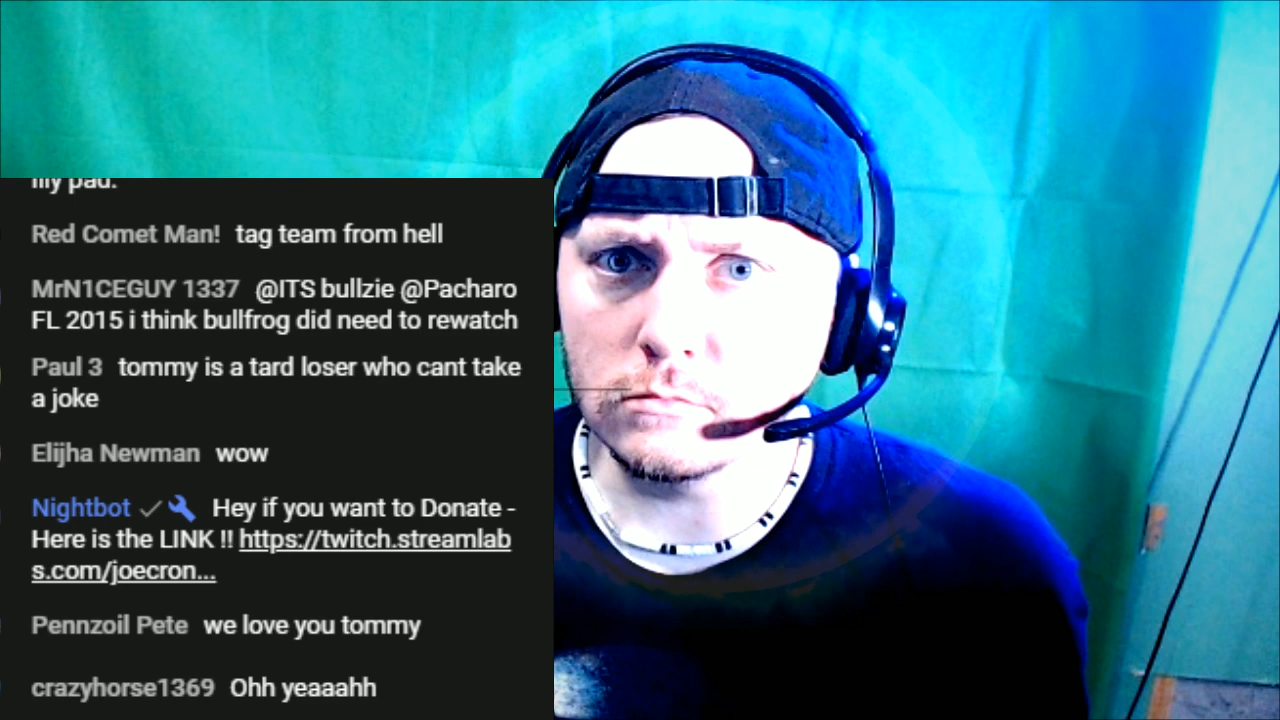 lily pad.
Red Comet Man! tag team from hell
MrN1CEGUY 1337 @ITS bullzie @Pacharo
FL 2015 i think bullfrog did need to rewatch
Paul 3 tommy is a tard loser who cant take
a joke
Elijha Newman wow
Nightbot Hey if you want to Donate -
Here is the LINK !! https://twitch.streamlab
s.com/joecron...
Pennzoil Pete we love you tommy
crazyhorse1369 Ohh yeaaahh